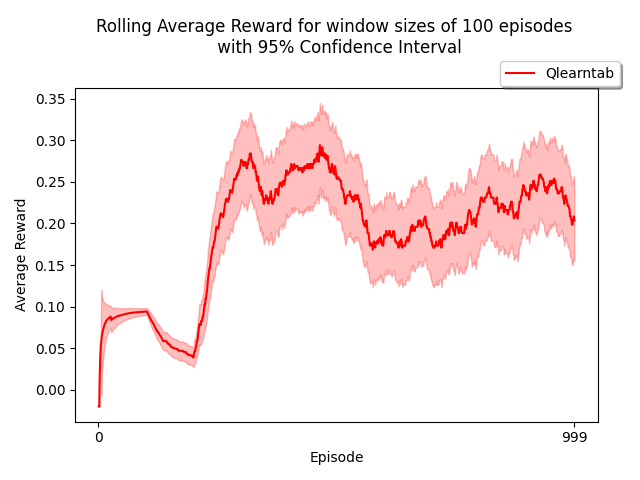 Rolling Average Reward for window sizes of 100 episodes
with 95% Confidence Interval
Qlearntab
0.35
0.30
0.25
0.20
0.15
0.10
0.05
0.00
Average Reward
0
999
Episode